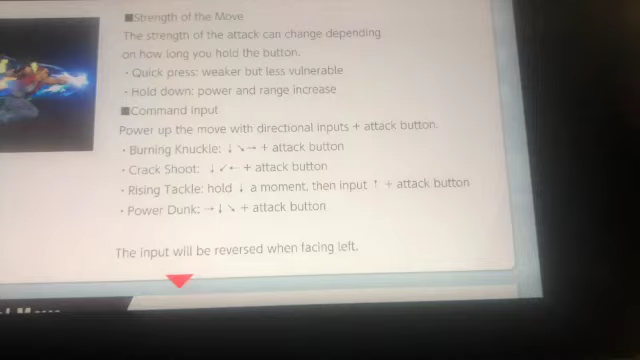 ■Strength of the Move
The strength of the attack can change depending
on how long you hold the button.
・Quick press: weaker but less vulnerable
・Hold down: power and range increase
■Command input
Power up the move with directional inputs + attack button.
・Burning Knuckle: ↓↘→ + attack button
・Crack Shoot: ↓↙← + attack button
・Rising Tackle: hold ↓ a moment, then input ↑ + attack button
・Power Dunk: →↓↘ + attack button
The input will be reversed when facing left.